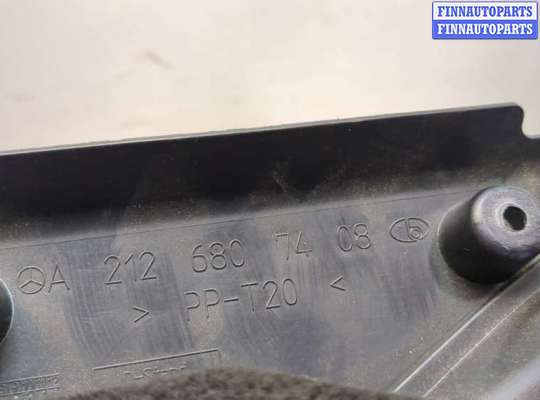 FINNAUTOPARTS
FINNAUTOPARTS
A 212 680 74 08
> PP-T20 <